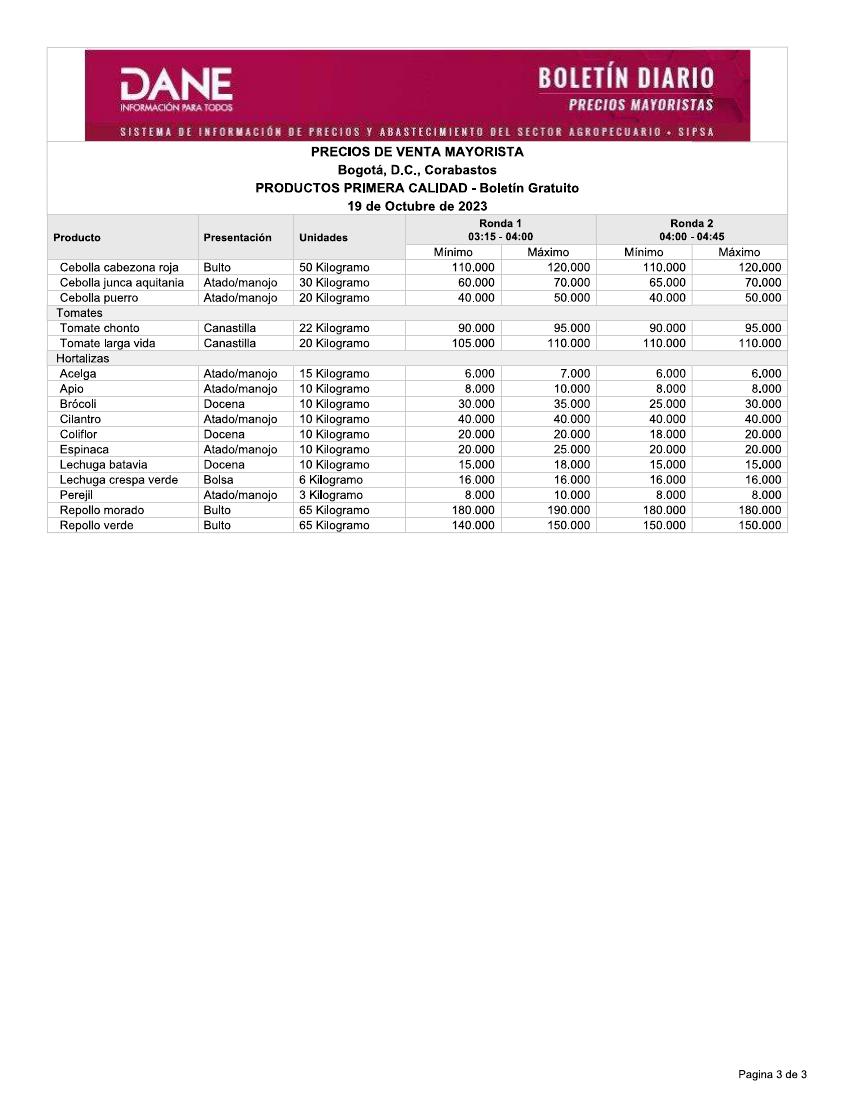 DANE
INFORMACIÓN PARA TODOS
BOLETÍN DIARIO
PRECIOS MAYORISTAS
SISTEMA DE INFORMACIÓN DE PRECIOS Y ABASTECIMIENTO DEL SECTOR AGROPECUARIO • SIPSA
PRECIOS DE VENTA MAYORISTA
Bogotá, D.C., Corabastos
PRODUCTOS PRIMERA CALIDAD - Boletín Gratuito
19 de Octubre de 2023
Producto Presentación Unidades Ronda 1 Ronda 2
03:15 - 04:00 04:00 - 04:45
Mínimo Máximo Mínimo Máximo
Cebolla cabezona roja Bulto 50 Kilogramo 110.000 120.000 110.000 120.000
Cebolla junca aquitania Atado/manojo 30 Kilogramo 60.000 70.000 65.000 70.000
Cebolla puerro Atado/manojo 20 Kilogramo 40.000 50.000 40.000 50.000
Tomates
Tomate chonto Canastilla 22 Kilogramo 90.000 95.000 90.000 95.000
Tomate larga vida Canastilla 20 Kilogramo 105.000 110.000 110.000 110.000
Hortalizas
Acelga Atado/manojo 15 Kilogramo 6.000 7.000 6.000 6.000
Apio Atado/manojo 10 Kilogramo 8.000 10.000 8.000 8.000
Brócoli Docena 10 Kilogramo 30.000 35.000 25.000 30.000
Cilantro Atado/manojo 10 Kilogramo 40.000 40.000 40.000 40.000
Coliflor Docena 10 Kilogramo 20.000 20.000 18.000 20.000
Espinaca Atado/manojo 10 Kilogramo 20.000 25.000 20.000 20.000
Lechuga batavia Docena 10 Kilogramo 15.000 18.000 15.000 15.000
Lechuga crespa verde Bolsa 6 Kilogramo 16.000 16.000 16.000 16.000
Perejil Atado/manojo 3 Kilogramo 8.000 10.000 8.000 8.000
Repollo morado Bulto 65 Kilogramo 180.000 190.000 180.000 180.000
Repollo verde Bulto 65 Kilogramo 140.000 150.000 150.000 150.000
Pagina 3 de 3